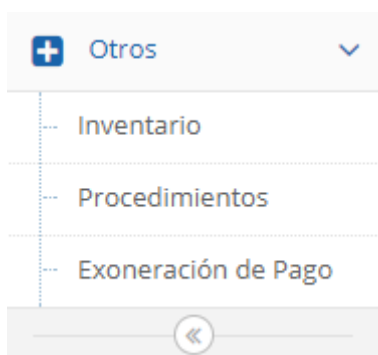 Otros
Inventario
Procedimientos
Exoneración de Pago